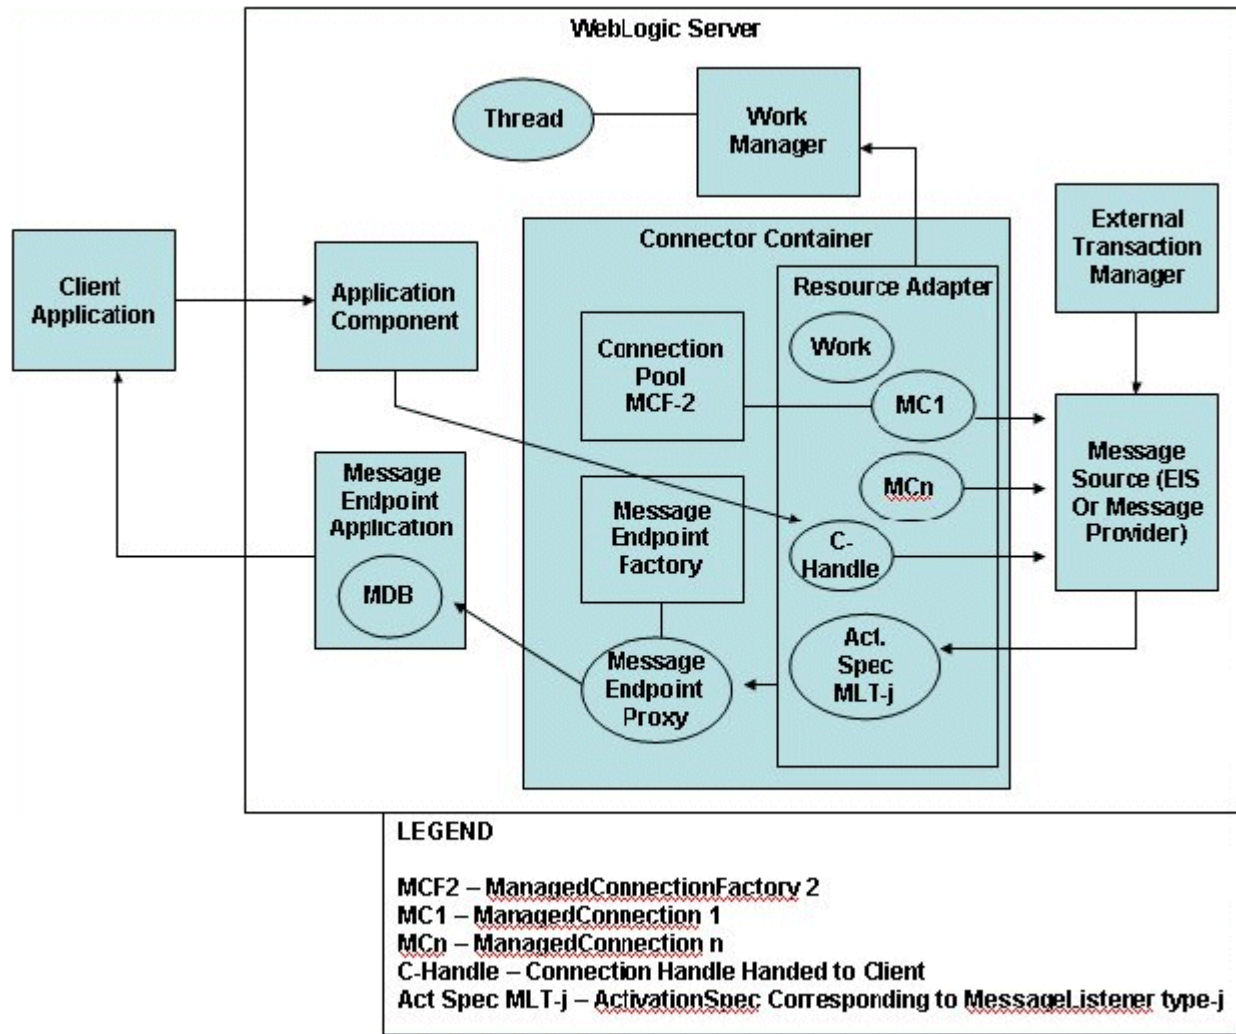 WebLogic Server
Thread
Work
Manager
Connector Container
External
Transaction
Manager
Client
Application
Application
Component
Resource Adapter
Work
Connection
Pool
MCF-2
MC1
Message
Source (EIS
Or Message
Provider)
Message
Endpoint
Application
MDB
MCn
Message
Endpoint
Factory
C-
Handle
Act.
Spec
MLT-j
Message
Endpoint
Proxy
LEGEND
MCF2 – ManagedConnectionFactory 2
MC1 – ManagedConnection 1
MCn – ManagedConnection n
C-Handle – Connection Handle Handed to Client
Act Spec MLT-j – ActivationSpec Corresponding to MessageListener type-j